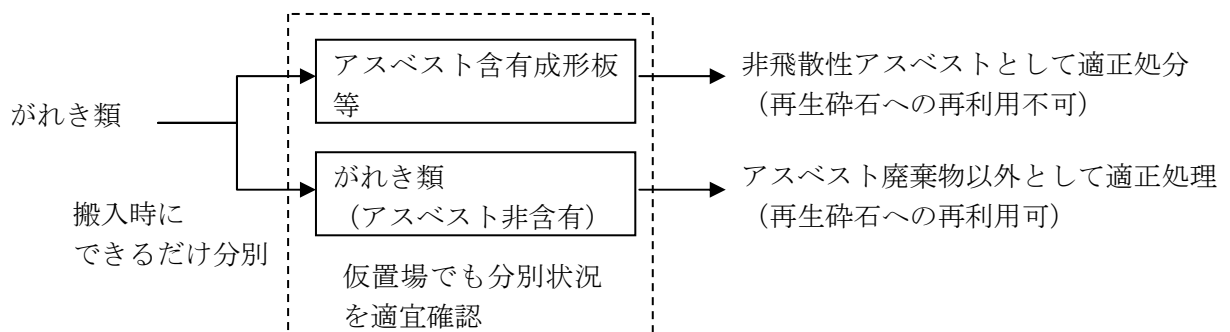 がれき類
搬入時に
できるだけ分別
アスベスト含有成形板
等
がれき類
（アスベスト非含有）
仮置場でも分別状況
を適宜確認
非飛散性アスベストとして適正処分
（再生砕石への再利用不可）
アスベスト廃棄物以外として適正処理
（再生砕石への再利用可）